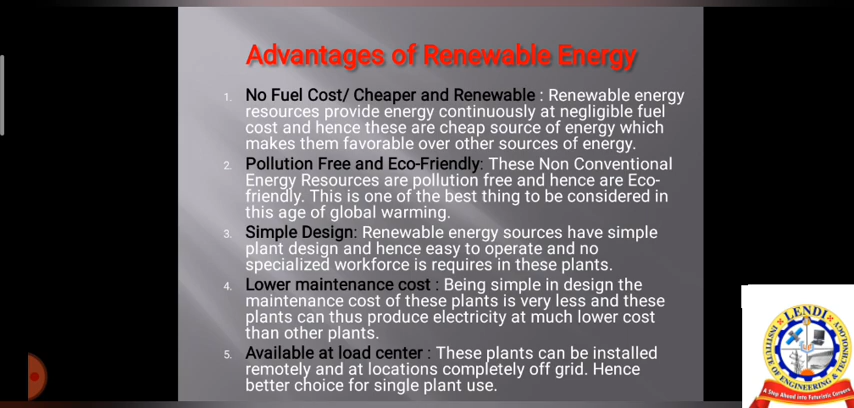 Advantages of Renewable Energy
1. No Fuel Cost/ Cheaper and Renewable : Renewable energy
resources provide energy continuously at negligible fuel
cost and hence these are cheap source of energy which
makes them favorable over other sources of energy.
2. Pollution Free and Eco-Friendly: These Non Conventional
Energy Resources are pollution free and hence are Eco-
friendly. This is one of the best thing to be considered in
this age of global warming.
3. Simple Design: Renewable energy sources have simple
plant design and hence easy to operate and no
specialized workforce is requires in these plants.
4. Lower maintenance cost : Being simple in design the
maintenance cost of these plants is very less and these
plants can thus produce electricity at much lower cost
than other plants.
5. Available at load center : These plants can be installed
remotely and at locations completely off grid. Hence
better choice for single plant use.
LENDI
INSTITUTE OF ENGINEERING & TECHNOLOGY
A Step Ahead into Futuristic Careers